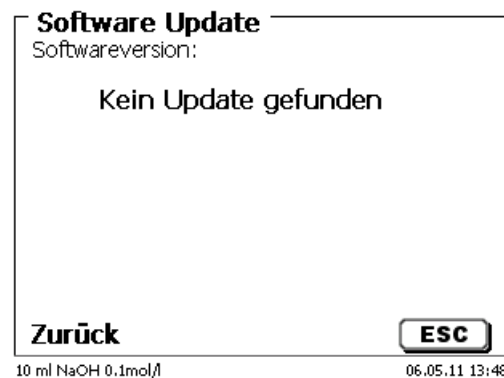 Software Update
Softwareversion:
Kein Update gefunden
Zurück ESC
10 ml NaOH 0.1mol/l 06.05.11 13:48